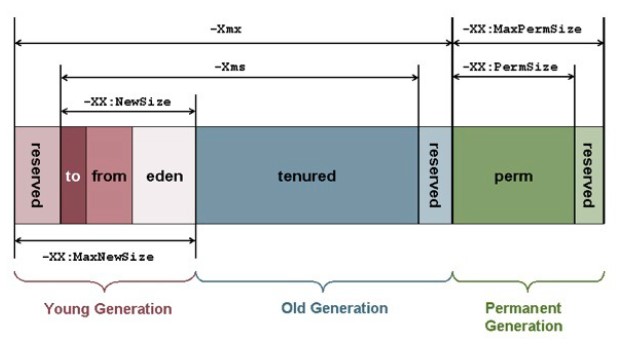 -Xmx
-XX:MaxPermSize
-Xms
-XX:PermSize
-XX:NewSize
reserved
to
from
eden
tenured
reserved
perm
reserved
-XX:MaxNewSize
Young Generation
Old Generation
Permanent
Generation